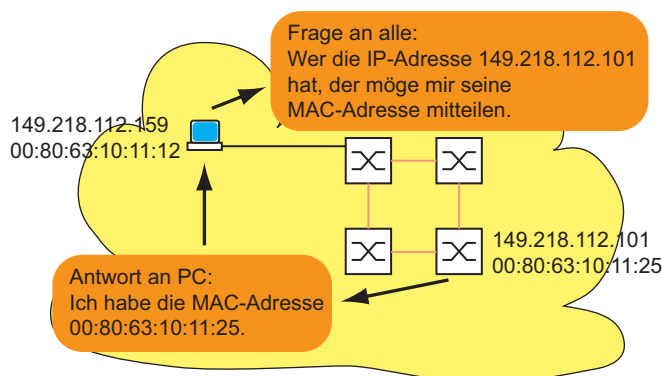 Frage an alle:
Wer die IP-Adresse 149.218.112.101
hat, der möge mir seine
MAC-Adresse mitteilen.
149.218.112.159
00:80:63:10:11:12
149.218.112.101
00:80:63:10:11:25
Antwort an PC:
Ich habe die MAC-Adresse
00:80:63:10:11:25.